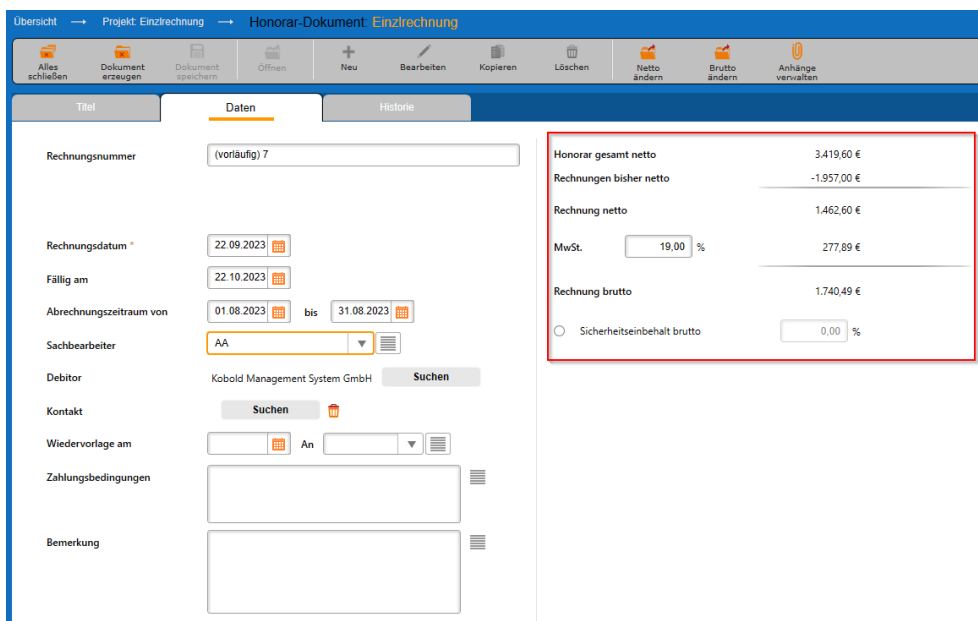 Übersicht → Projekt: Einzlrechnung → Honorar-Dokument: Einzlrechnung
Alles schließen
Dokument erzeugen
Dokument speichern
Öffnen
Neu
Bearbeiten
Kopieren
Löschen
Netto ändern
Brutto ändern
Anhänge verwalten
Titel Daten Historie
Rechnungsnummer (vorläufig) 7
Rechnungsdatum * 22.09.2023
Fällig am 22.10.2023
Abrechnungszeitraum von 01.08.2023 bis 31.08.2023
Sachbearbeiter AA
Debitor Kobold Management System GmbH Suchen
Kontakt Suchen
Wiedervorlage am An
Zahlungsbedingungen
Bemerkung
Honorar gesamt netto 3.419,60 €
Rechnungen bisher netto -1.957,00 €
Rechnung netto 1.462,60 €
MwSt. 19,00 % 277,89 €
Rechnung brutto 1.740,49 €
Sicherheitseinbehalt brutto 0,00 %